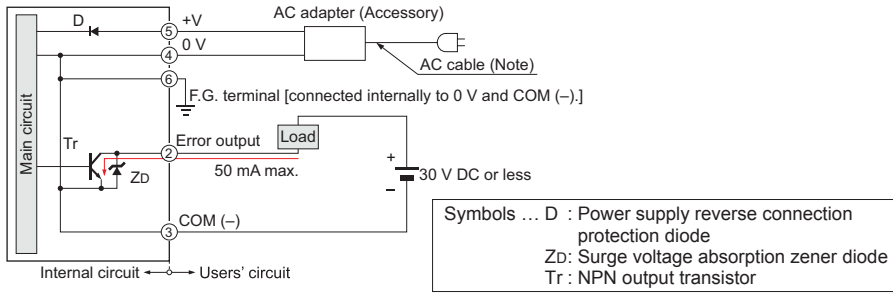 D
5
+V
AC adapter (Accessory)
4
0 V
AC cable (Note)
6
F.G. terminal [connected internally to 0 V and COM (–).]
Main circuit
Tr
2
Error output
Load
ZD
50 mA max.
+
–
30 V DC or less
3
COM (–)
Internal circuit
Users' circuit
Symbols … D : Power supply reverse connection
protection diode
ZD: Surge voltage absorption zener diode
Tr : NPN output transistor